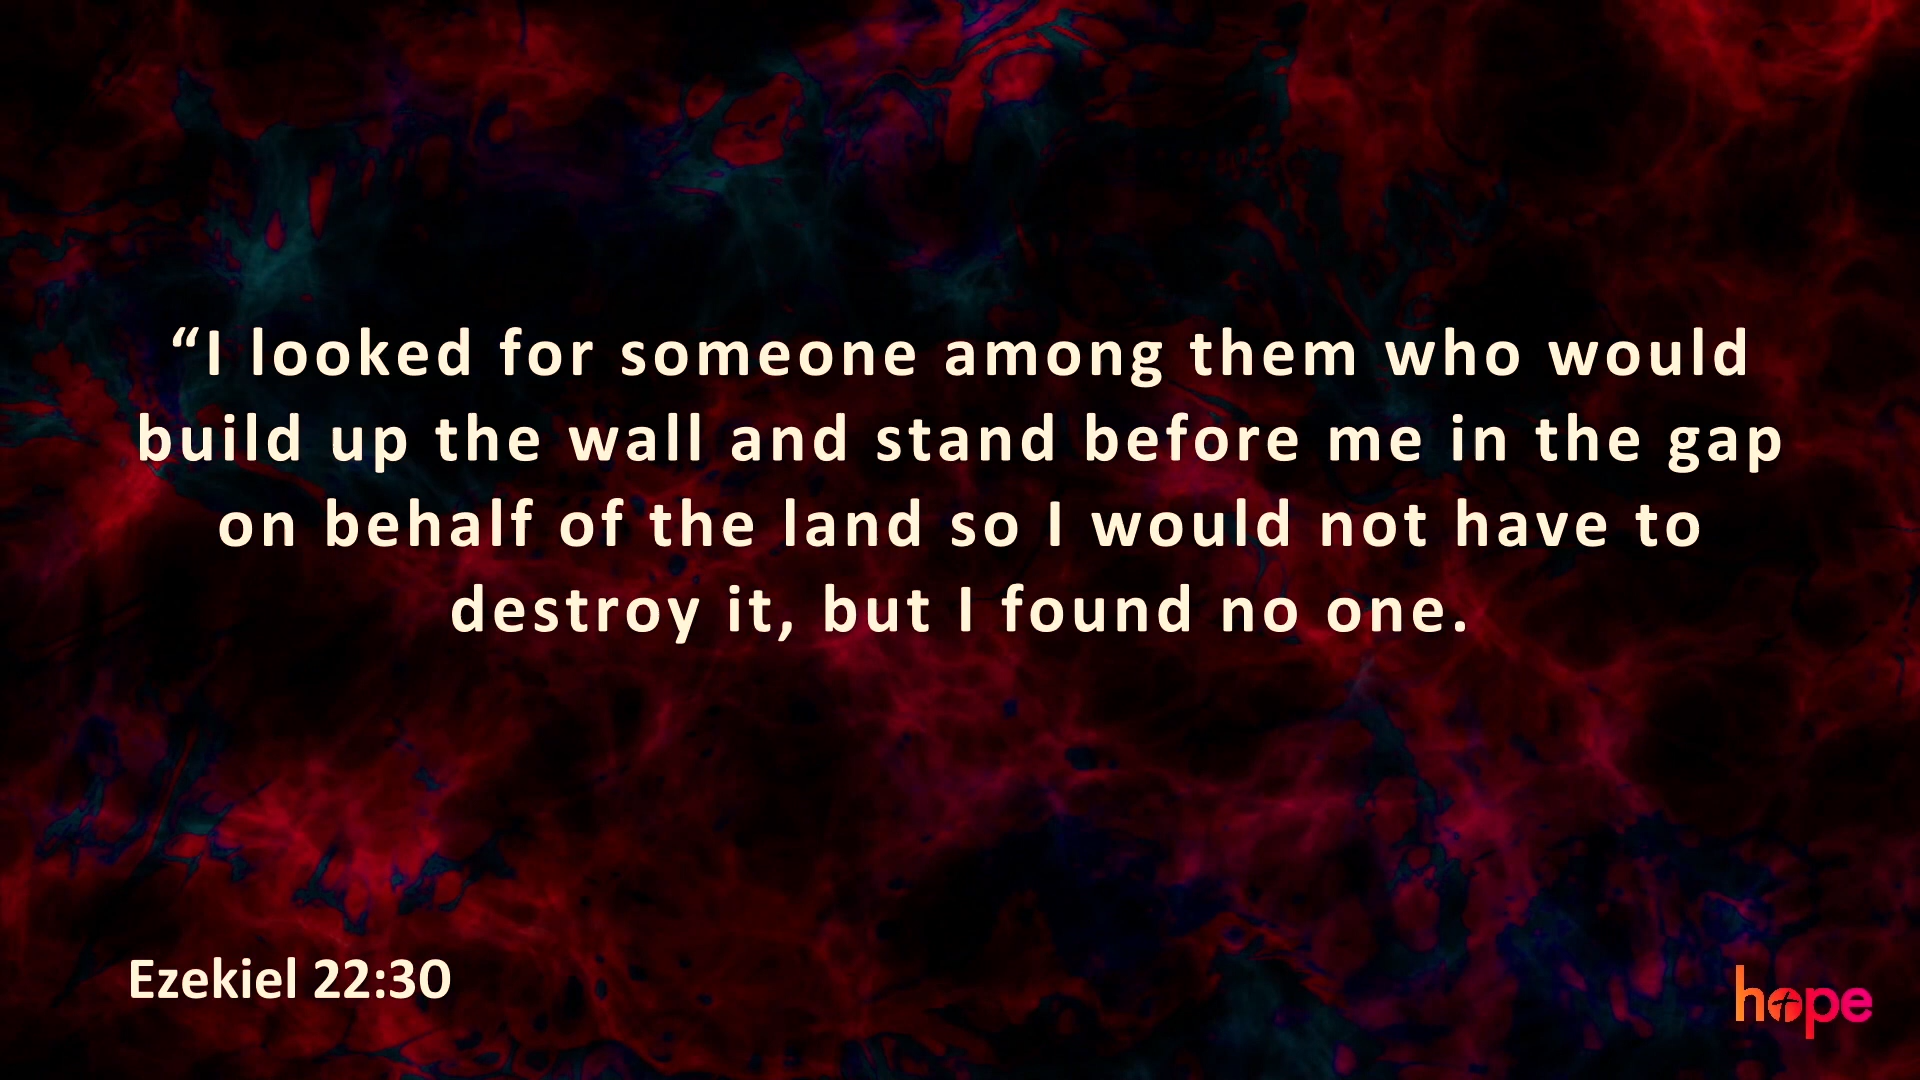 “I looked for someone among them who would
build up the wall and stand before me in the gap
on behalf of the land so I would not have to
destroy it, but I found no one.
Ezekiel 22:30
hope